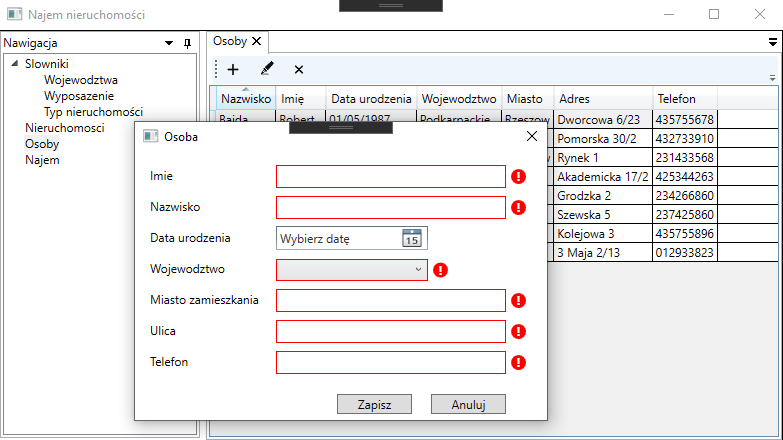 Najem nieruchomości
Nawigacja
Slowniki
Wojewodztwa
Wyposazenie
Typ nieruchomości
Nieruchomosci
Osoby
Najem
Osoby
Nazwisko Imię Data urodzenia Wojewodztwo Miasto Adres Telefon
Bajda Robert 01/05/1987 Podkarpackie Rzeszow Dworcowa 6/23 435755678
Pomorska 30/2 432733910
Rynek 1 231433568
Akademicka 17/2 425344263
Grodzka 2 234266860
Szewska 5 237425860
Kolejowa 3 435755896
3 Maja 2/13 012933823
Osoba
Imie
Nazwisko
Data urodzenia Wybierz datę 15
Wojewodztwo
Miasto zamieszkania
Ulica
Telefon
Zapisz Anuluj